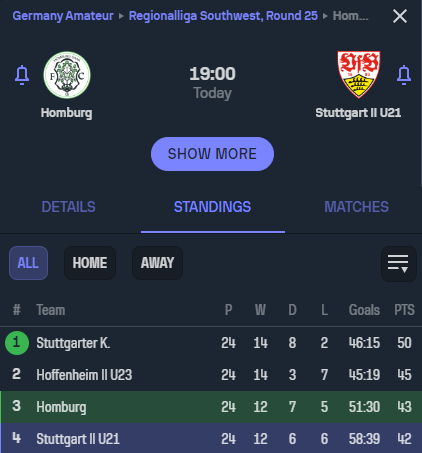 Germany Amateur ▸ Regionalliga Southwest, Round 25 ▸ Hom...
19:00
Today
Homburg
Stuttgart II U21
SHOW MORE
DETAILS STANDINGS MATCHES
ALL HOME AWAY
# Team P W D L Goals PTS
1 Stuttgarter K. 24 14 8 2 46:15 50
2 Hoffenheim II U23 24 14 3 7 45:19 45
3 Homburg 24 12 7 5 51:30 43
4 Stuttgart II U21 24 12 6 6 58:39 42